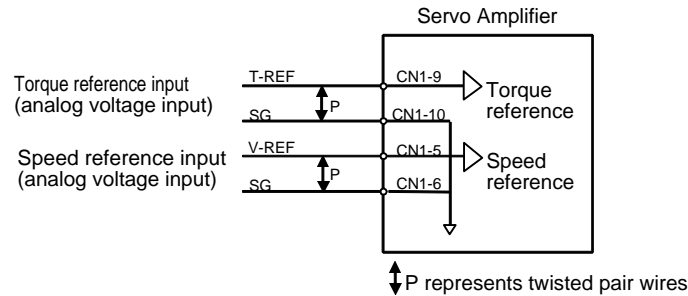 Servo Amplifier
T-REF
CN1-9
Torque reference input
(analog voltage input)
P
Torque
reference
SG
CN1-10
V-REF
CN1-5
Speed reference input
(analog voltage input)
P
Speed
reference
SG
CN1-6
P represents twisted pair wires